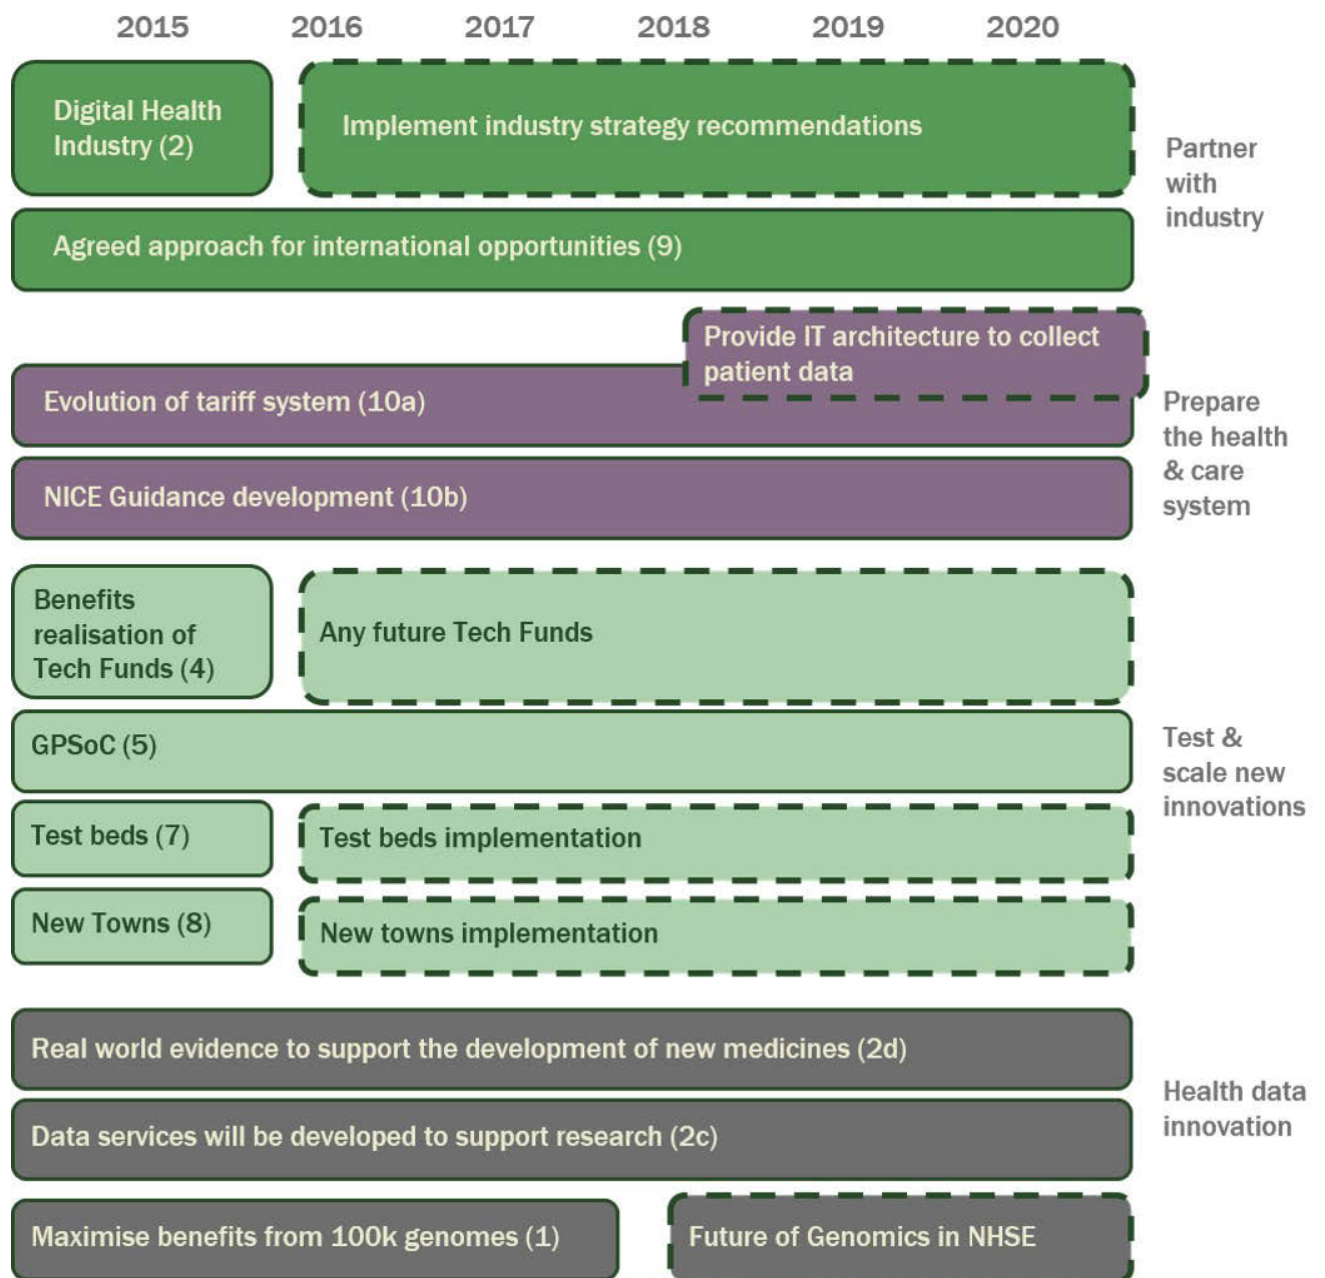 2015 2016 2017 2018 2019 2020
Digital Health
Industry (2)
Implement industry strategy recommendations
Partner
with
industry
Agreed approach for international opportunities (9)
Provide IT architecture to collect
patient data
Evolution of tariff system (10a)
Prepare
the health
& care
system
NICE Guidance development (10b)
Benefits
realisation of
Tech Funds (4)
Any future Tech Funds
GPSoC (5)
Test &
scale new
innovations
Test beds (7)
Test beds implementation
New Towns (8)
New towns implementation
Real world evidence to support the development of new medicines (2d)
Health data
innovation
Data services will be developed to support research (2c)
Maximise benefits from 100k genomes (1)
Future of Genomics in NHSE